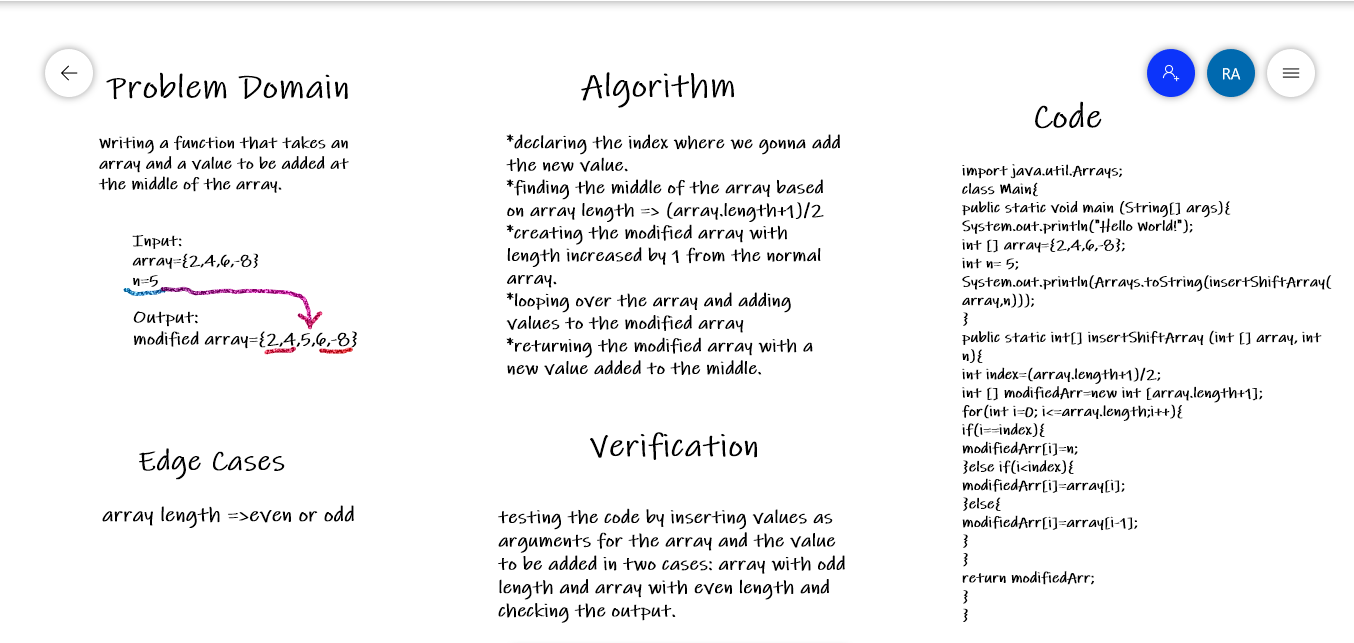 Problem Domain
Writing a function that takes an
array and a value to be added at
the middle of the array.
Input:
array={2,4,6,-8}
n=5
Output:
modified array={2,4,5,6,-8}
Edge Cases
array length =>even or odd
Algorithm
*declaring the index where we gonna add
the new value.
*finding the middle of the array based
on array length => (array.length+1)/2
*creating the modified array with
length increased by 1 from the normal
array.
*looping over the array and adding
values to the modified array
*returning the modified array with a
new value added to the middle.
Verification
testing the code by inserting values as
arguments for the array and the value
to be added in two cases: array with odd
length and array with even length and
checking the output.
RA
Code
import java.util.Arrays;
class Main{
public static void main (String[] args){
System.out.println("Hello World!");
int [] array={2,4,6,-8};
int n= 5;
System.out.println(Arrays.toString(insertShiftArray(
array,n)));
}
public static int[] insertShiftArray (int [] array, int
n){
int index=(array.length+1)/2;
int [] modifiedArr=new int [array.length+1];
for(int i=0; i<=array.length;i++){
if(i==index){
modifiedArr[i]=n;
}else if(i<index){
modifiedArr[i]=array[i];
}else{
modifiedArr[i]=array[i-1];
}
}
return modifiedArr;
}
}